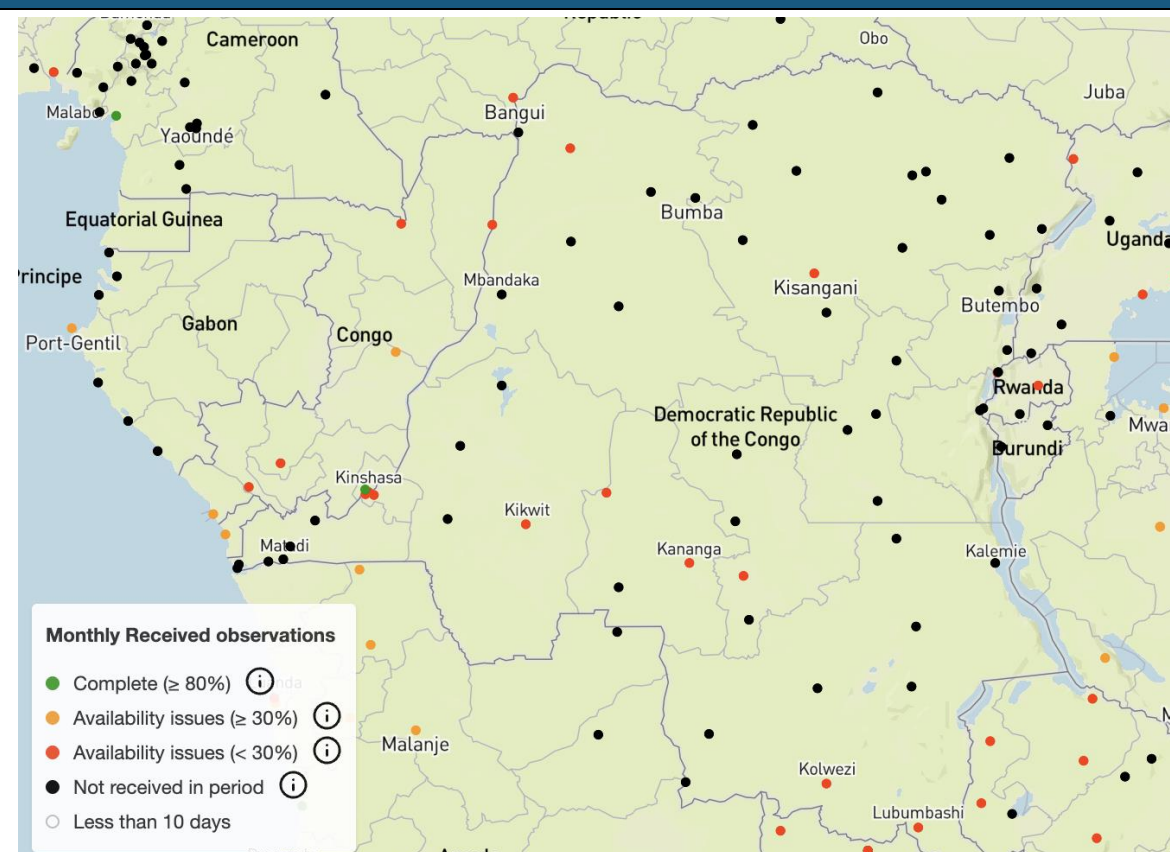 Republic
Cameroon
Obo
Juba
Bangui
Malabo
Yaoundé
Bumba
Equatorial Guinea
Uganda
Principe
Mbandaka
Kisangani
Butembo
Gabon
Congo
Port-Gentil
Rwanda
Democratic Republic
of the Congo
Mwa
Burundi
Kinshasa
Kikwit
Matadi
Kananga
Kalemie
Monthly Received observations
Complete (≥ 80%)
Availability issues (≥ 30%)
Availability issues (< 30%)
Not received in period
Less than 10 days
Malanje
Kolwezi
Lubumbashi